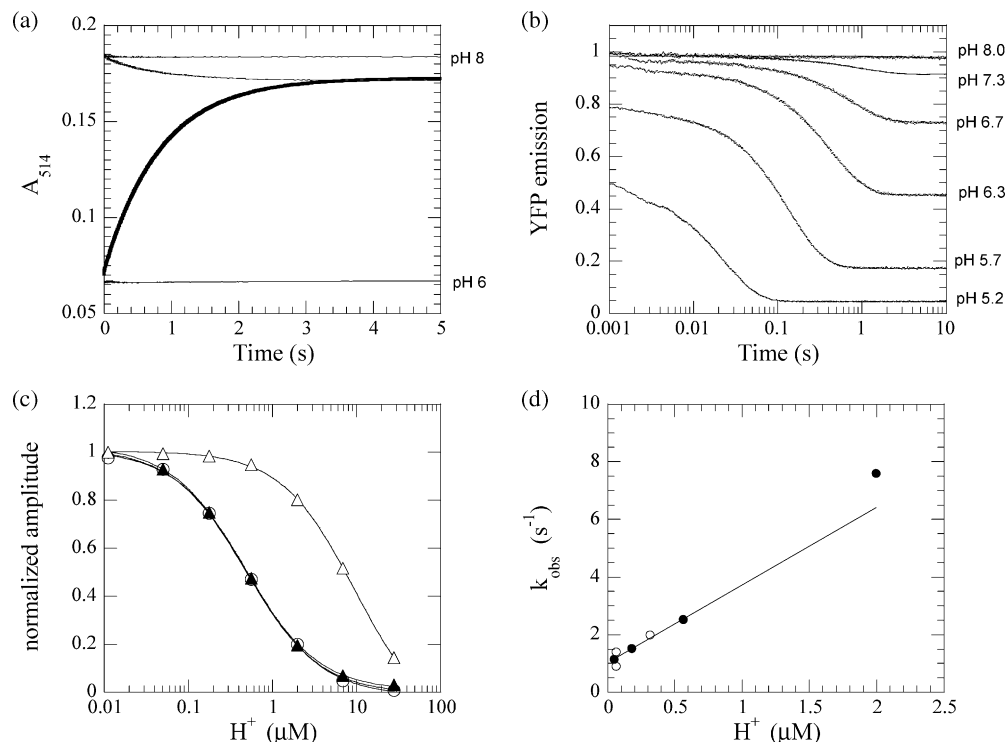 (a)
0.2
0.15
0.1
0.05
A514
pH 8
pH 6
0 1 2 3 4 5
Time (s)
(b)
1
0.8
0.6
0.4
0.2
0
YFP emission
pH 8.0
pH 7.3
pH 6.7
pH 6.3
pH 5.7
pH 5.2
0.001 0.01 0.1 1 10
Time (s)
(c)
1.2
1
0.8
0.6
0.4
0.2
0
normalized amplitude
0.01 0.1 1 10 100
H+ (µM)
(d)
10
8
6
4
2
0
kobs (s-1)
0 0.5 1 1.5 2 2.5
H+ (µM)